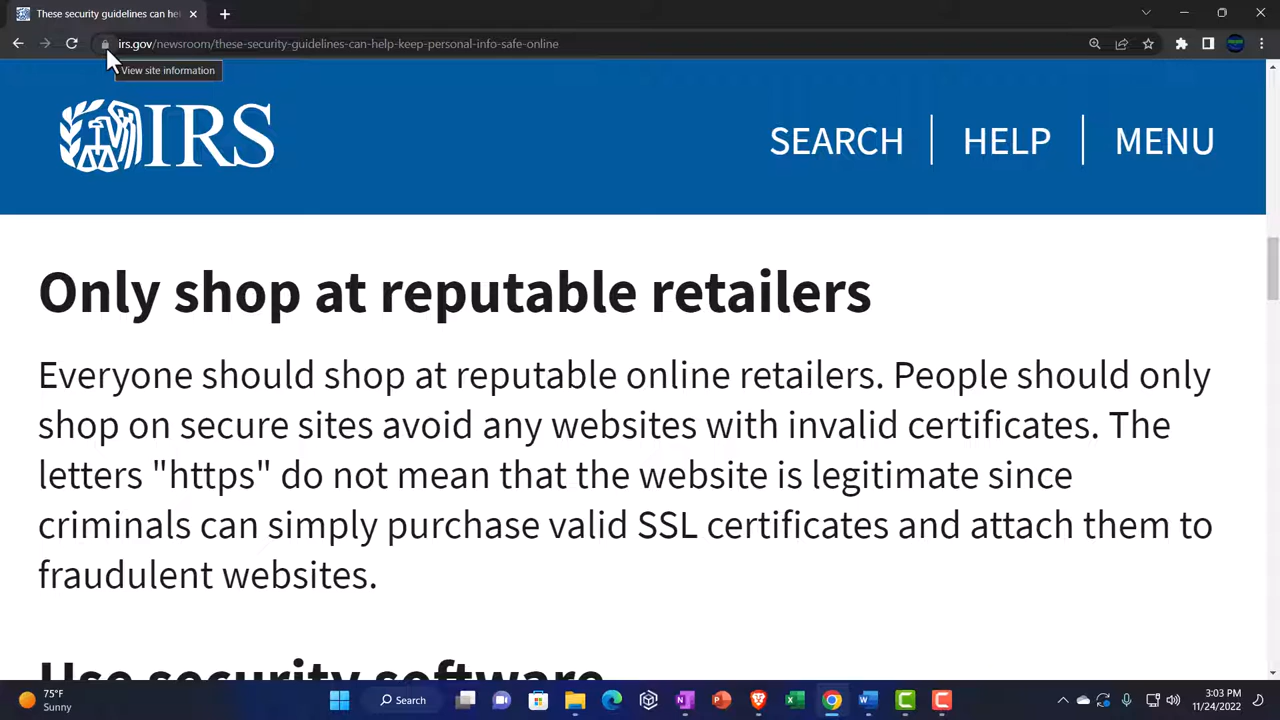 These security guidelines can hel
irs.gov/newsroom/these-security-guidelines-can-help-keep-personal-info-safe-online
View site information
IRS
SEARCH HELP MENU
Only shop at reputable retailers
Everyone should shop at reputable online retailers. People should only
shop on secure sites avoid any websites with invalid certificates. The
letters "https" do not mean that the website is legitimate since
criminals can simply purchase valid SSL certificates and attach them to
fraudulent websites.
Use security software
75°F
Sunny
Search
3:03 PM
11/24/2022